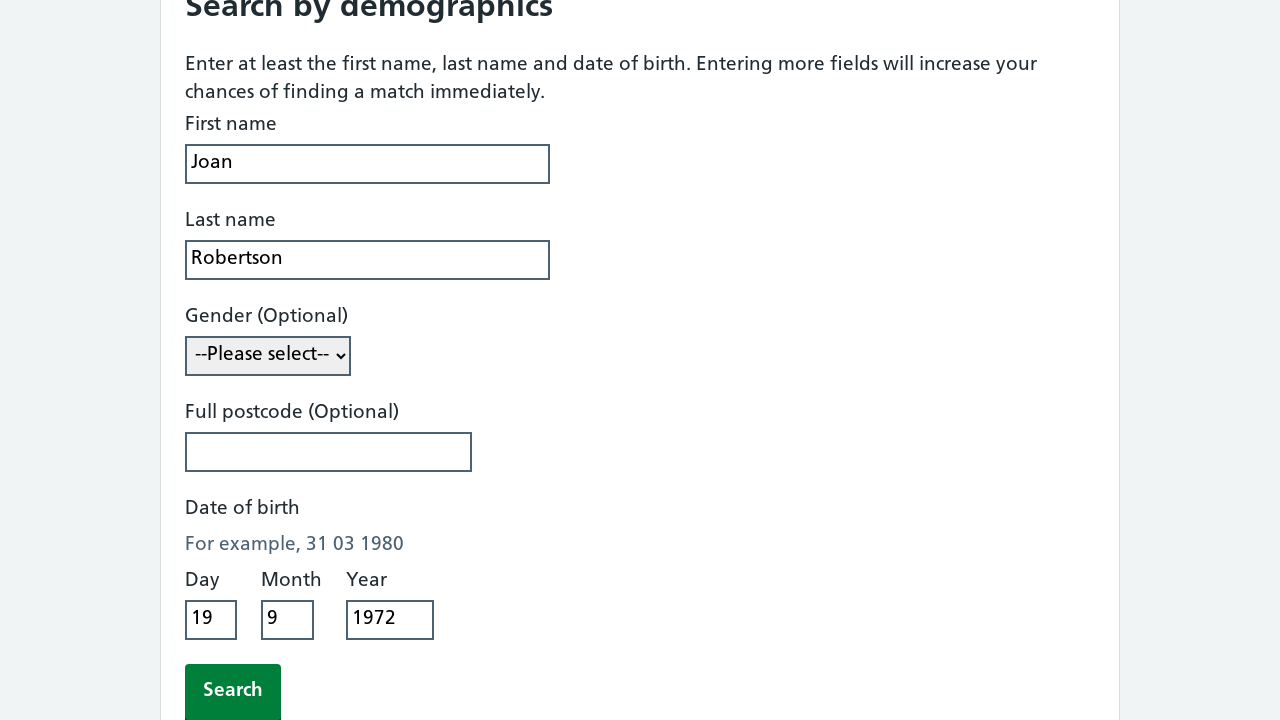 Search by demographics
Enter at least the first name, last name and date of birth. Entering more fields will increase your
chances of finding a match immediately.
First name
Joan
Last name
Robertson
Gender (Optional)
--Please select--
Full postcode (Optional)
Date of birth
For example, 31 03 1980
Day Month Year
19 9 1972
Search